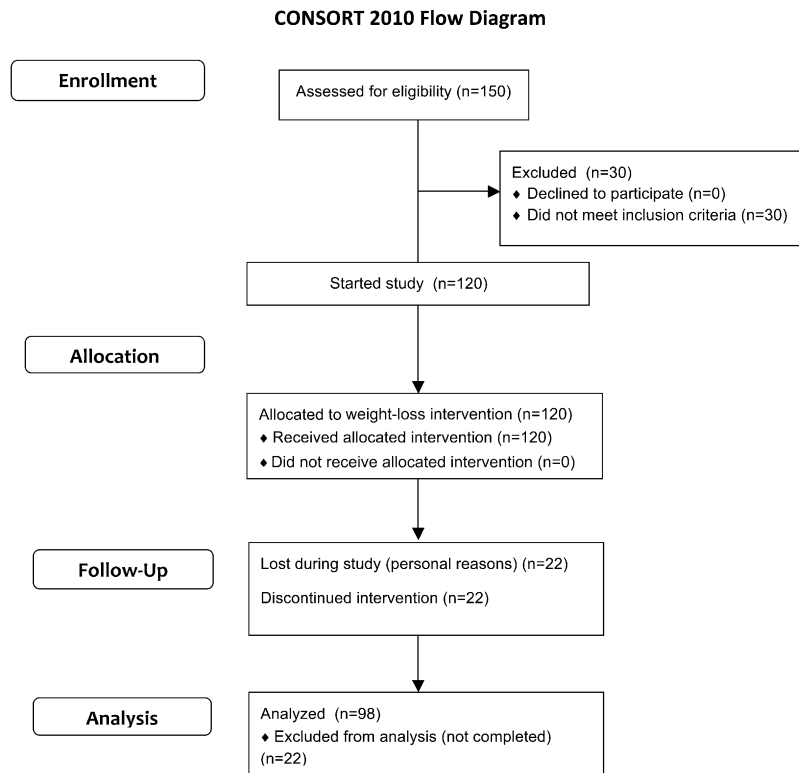 CONSORT 2010 Flow Diagram
Enrollment
Assessed for eligibility (n=150)
Excluded (n=30)
♦ Declined to participate (n=0)
♦ Did not meet inclusion criteria (n=30)
Started study (n=120)
Allocation
Allocated to weight-loss intervention (n=120)
♦ Received allocated intervention (n=120)
♦ Did not receive allocated intervention (n=0)
Follow-Up
Lost during study (personal reasons) (n=22)
Discontinued intervention (n=22)
Analysis
Analyzed (n=98)
♦ Excluded from analysis (not completed)
(n=22)